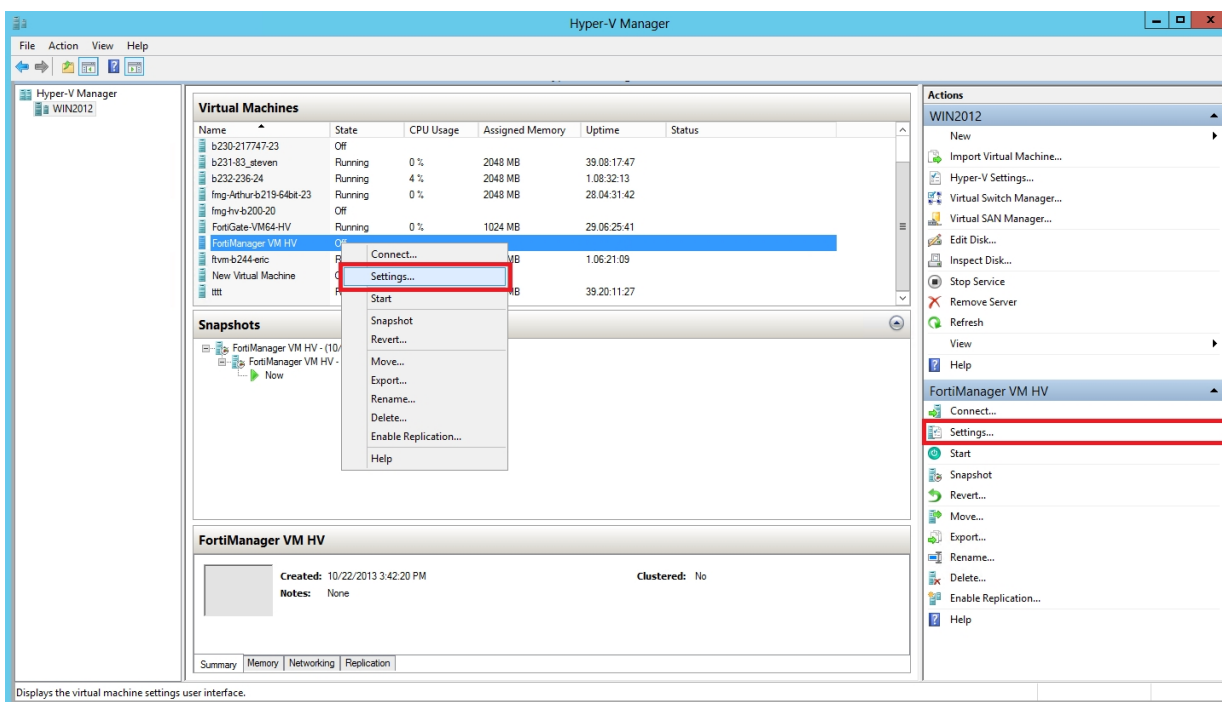 Hyper-V Manager
File Action View Help
Hyper-V Manager
WIN2012
Virtual Machines
Name State CPU Usage Assigned Memory Uptime Status
b230-217747-23 Off
b231-83_steven Running 0 % 2048 MB 39.08:17:47
b232-236-24 Running 4 % 2048 MB 1.08:32:13
fmg-Arthur-b219-64bit-23 Running 0 % 2048 MB 28.04:31:42
fmg-hv-b200-20 Off
FortiGate-VM64-HV Running 0 % 1024 MB 29.06:25:41
FortiManager VM HV
ftvm-b244-eric MB 1.06:21:09
New Virtual Machine
tttt MB 39.20:11:27
Connect...
Settings...
Start
Snapshot
Revert...
Move...
Export...
Rename...
Delete...
Enable Replication...
Help
Snapshots
FortiManager VM HV - (10/
FortiManager VM HV -
Now
FortiManager VM HV
Created: 10/22/2013 3:42:20 PM Clustered: No
Notes: None
Summary Memory Networking Replication
Actions
WIN2012
New
Import Virtual Machine...
Hyper-V Settings...
Virtual Switch Manager...
Virtual SAN Manager...
Edit Disk...
Inspect Disk...
Stop Service
Remove Server
Refresh
View
Help
FortiManager VM HV
Connect...
Settings...
Start
Snapshot
Revert...
Move...
Export...
Rename...
Delete...
Enable Replication...
Help
Displays the virtual machine settings user interface.